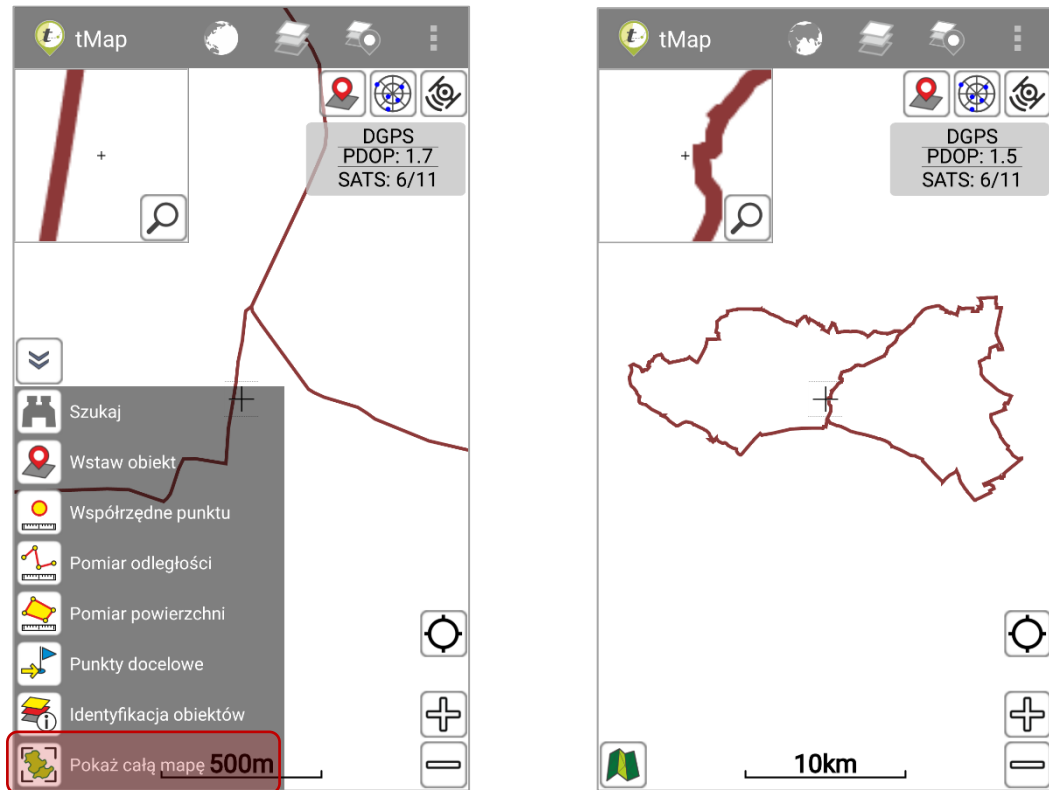 tMap
DGPS
PDOP: 1.7
SATS: 6/11
Szukaj
Wstaw obiekt
Współrzędne punktu
Pomiar odległości
Pomiar powierzchni
Punkty docelowe
Identyfikacja obiektów
Pokaż całą mapę
500m
tMap
DGPS
PDOP: 1.5
SATS: 6/11
10km